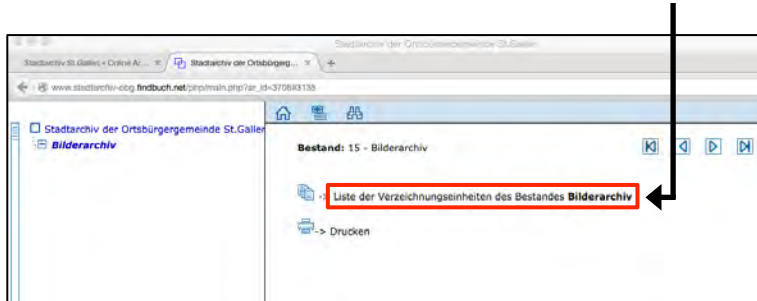 Stadtarchiv der Ortsbürgergemeinde St.Gallen
Stadtarchiv St.Gallen • Online Ar...
Stadtarchiv der Ortsbürgerg...
www.stadtarchiv-obg.findbuch.net/php/main.php?ar_id=3708#3138
Stadtarchiv der Ortsbürgergemeinde St.Galler
Bilderarchiv
Bestand: 15 - Bilderarchiv
-> Liste der Verzeichnungseinheiten des Bestandes Bilderarchiv
-> Drucken